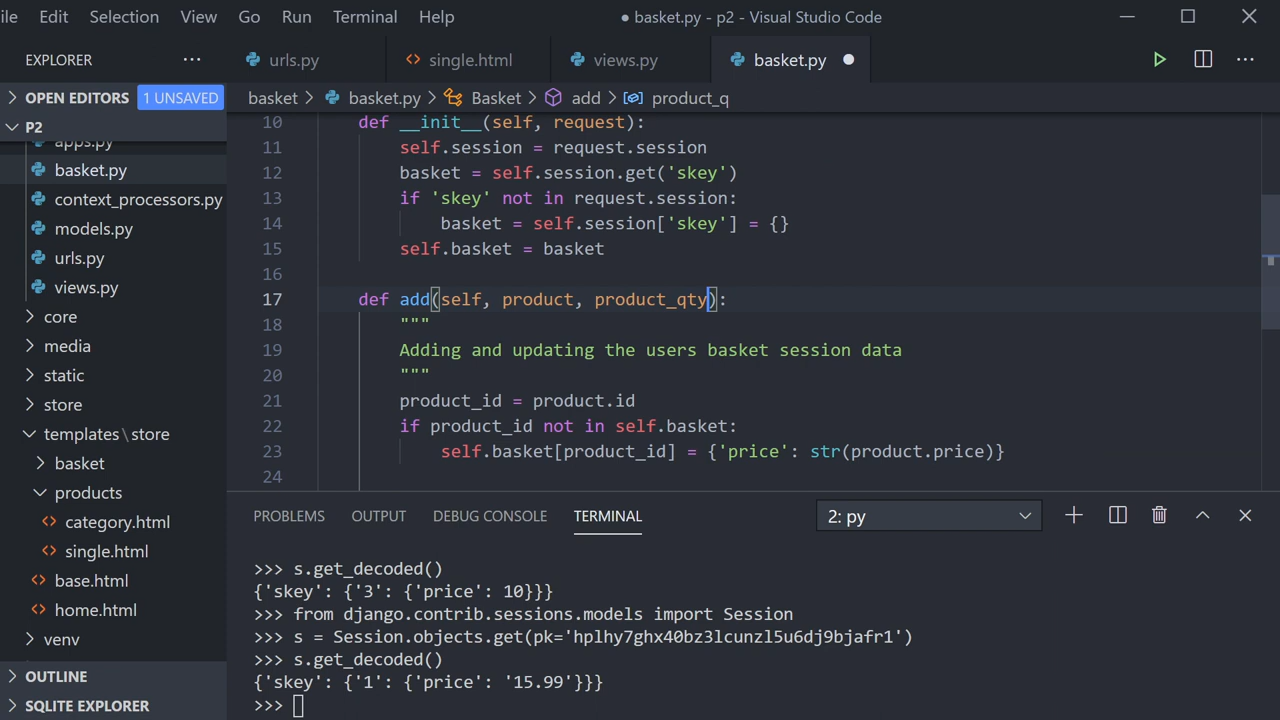 ile Edit Selection View Go Run Terminal Help ● basket.py - p2 - Visual Studio Code
EXPLORER ... urls.py <> single.html views.py basket.py ●
OPEN EDITORS 1 UNSAVED
basket > basket.py > Basket > add > product_q
P2
apps.py
basket.py
context_processors.py
models.py
urls.py
views.py
> core
> media
> static
> store
templates\store
> basket
products
<> category.html
<> single.html
<> base.html
<> home.html
> venv
> OUTLINE
> SQLITE EXPLORER
10 def __init__(self, request):
11 self.session = request.session
12 basket = self.session.get('skey')
13 if 'skey' not in request.session:
14 basket = self.session['skey'] = {}
15 self.basket = basket
16
17 def add(self, product, product_qty):
18 """
19 Adding and updating the users basket session data
20 """
21 product_id = product.id
22 if product_id not in self.basket:
23 self.basket[product_id] = {'price': str(product.price)}
24
PROBLEMS OUTPUT DEBUG CONSOLE TERMINAL 2: py
>>> s.get_decoded()
{'skey': {'3': {'price': 10}}}
>>> from django.contrib.sessions.models import Session
>>> s = Session.objects.get(pk='hplhy7ghx40bz3lcunzl5u6dj9bjafr1')
>>> s.get_decoded()
{'skey': {'1': {'price': '15.99'}}}
>>>